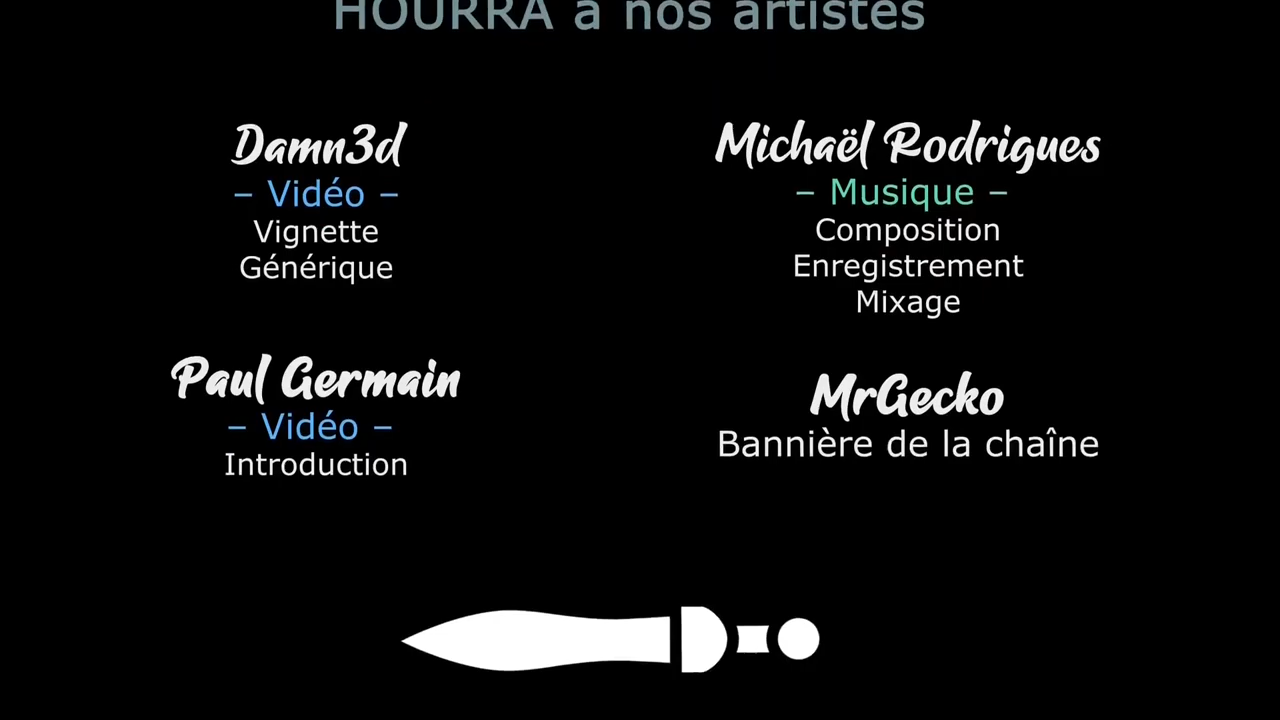 HOURRA à nos artistes
Damn3d
– Vidéo –
Vignette
Générique
Michaël Rodrigues
– Musique –
Composition
Enregistrement
Mixage
Paul Germain
– Vidéo –
Introduction
MrGecko
Bannière de la chaîne